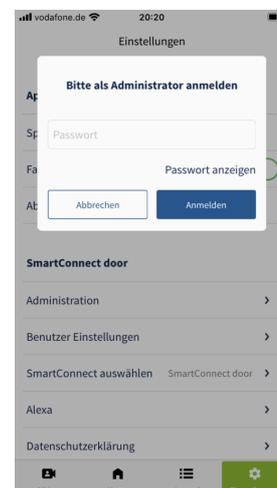 vodafone.de 20:20
Einstellungen
Bitte als Administrator anmelden
Ap
Sp
Passwort
Fa
Passwort anzeigen
Ab
Abbrechen Anmelden
SmartConnect door
Administration
Benutzer Einstellungen
SmartConnect auswählen SmartConnect door
Alexa
Datenschutzerklärung